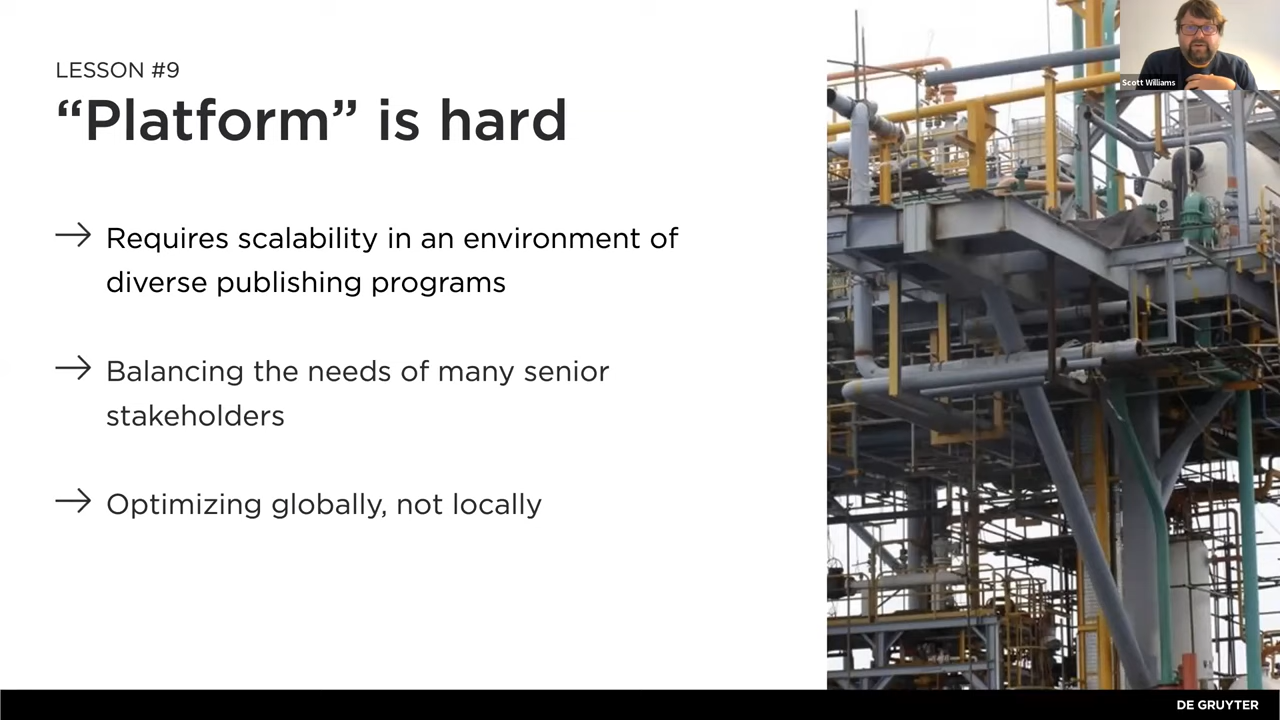 LESSON #9
“Platform” is hard
→ Requires scalability in an environment of
diverse publishing programs
→ Balancing the needs of many senior
stakeholders
→ Optimizing globally, not locally
Scott Williams
DE GRUYTER